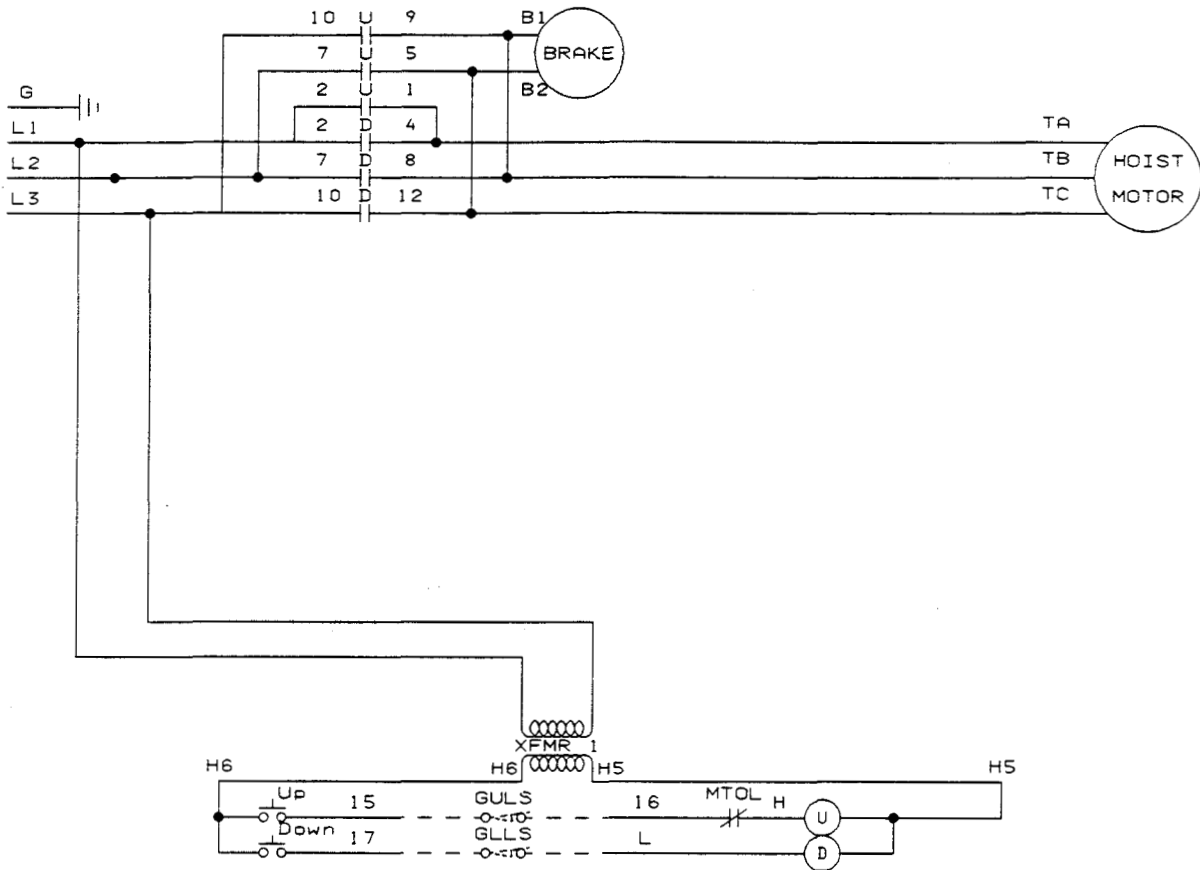 10 U 9 B1
BRAKE
7 U 5
2 U 1 B2
G
L1 2 D 4 TA
L2 7 D 8 TB HOIST
L3 10 D 12 TC MOTOR
XFMR 1
H6 H6 H5 H5
Up 15 GULS 16 MTOL H U
Down 17 GLLS L D